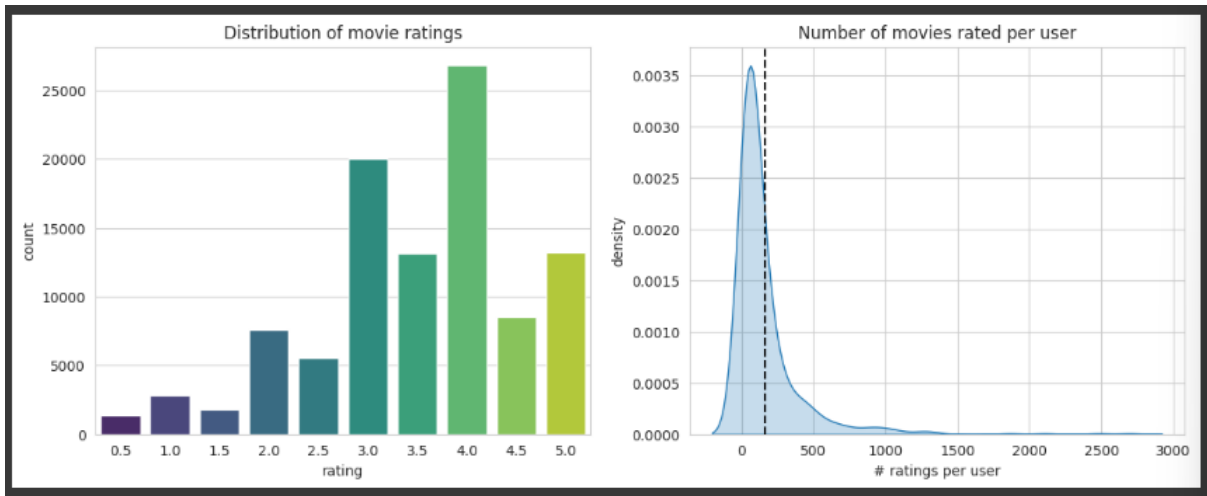 Distribution of movie ratings
25000
20000
15000
10000
5000
0
count
0.5 1.0 1.5 2.0 2.5 3.0 3.5 4.0 4.5 5.0
rating
Number of movies rated per user
0.0035
0.0030
0.0025
0.0020
0.0015
0.0010
0.0005
0.0000
density
0 500 1000 1500 2000 2500 3000
# ratings per user